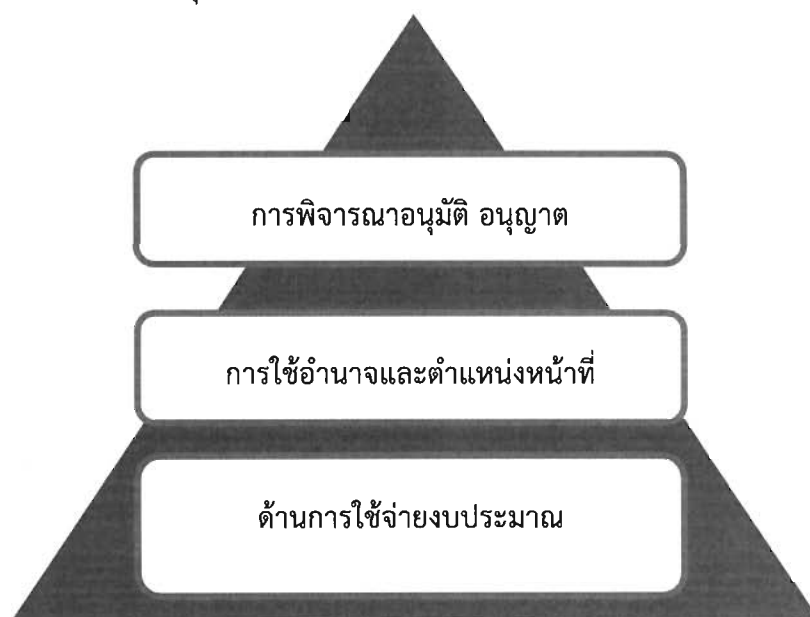 การพิจารณาอนุมัติ อนุญาต
การใช้อำนาจและตำแหน่งหน้าที่
ด้านการใช้จ่ายงบประมาณ